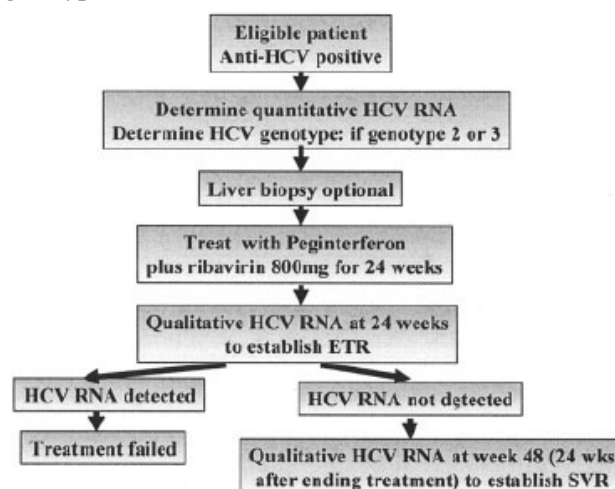 Eligible patient
Anti-HCV positive
Determine quantitative HCV RNA
Determine HCV genotype: if genotype 2 or 3
Liver biopsy optional
Treat with Peginterferon
plus ribavirin 800mg for 24 weeks
Qualitative HCV RNA at 24 weeks
to establish ETR
HCV RNA detected
HCV RNA not detected
Treatment failed
Qualitative HCV RNA at week 48 (24 wks
after ending treatment) to establish SVR